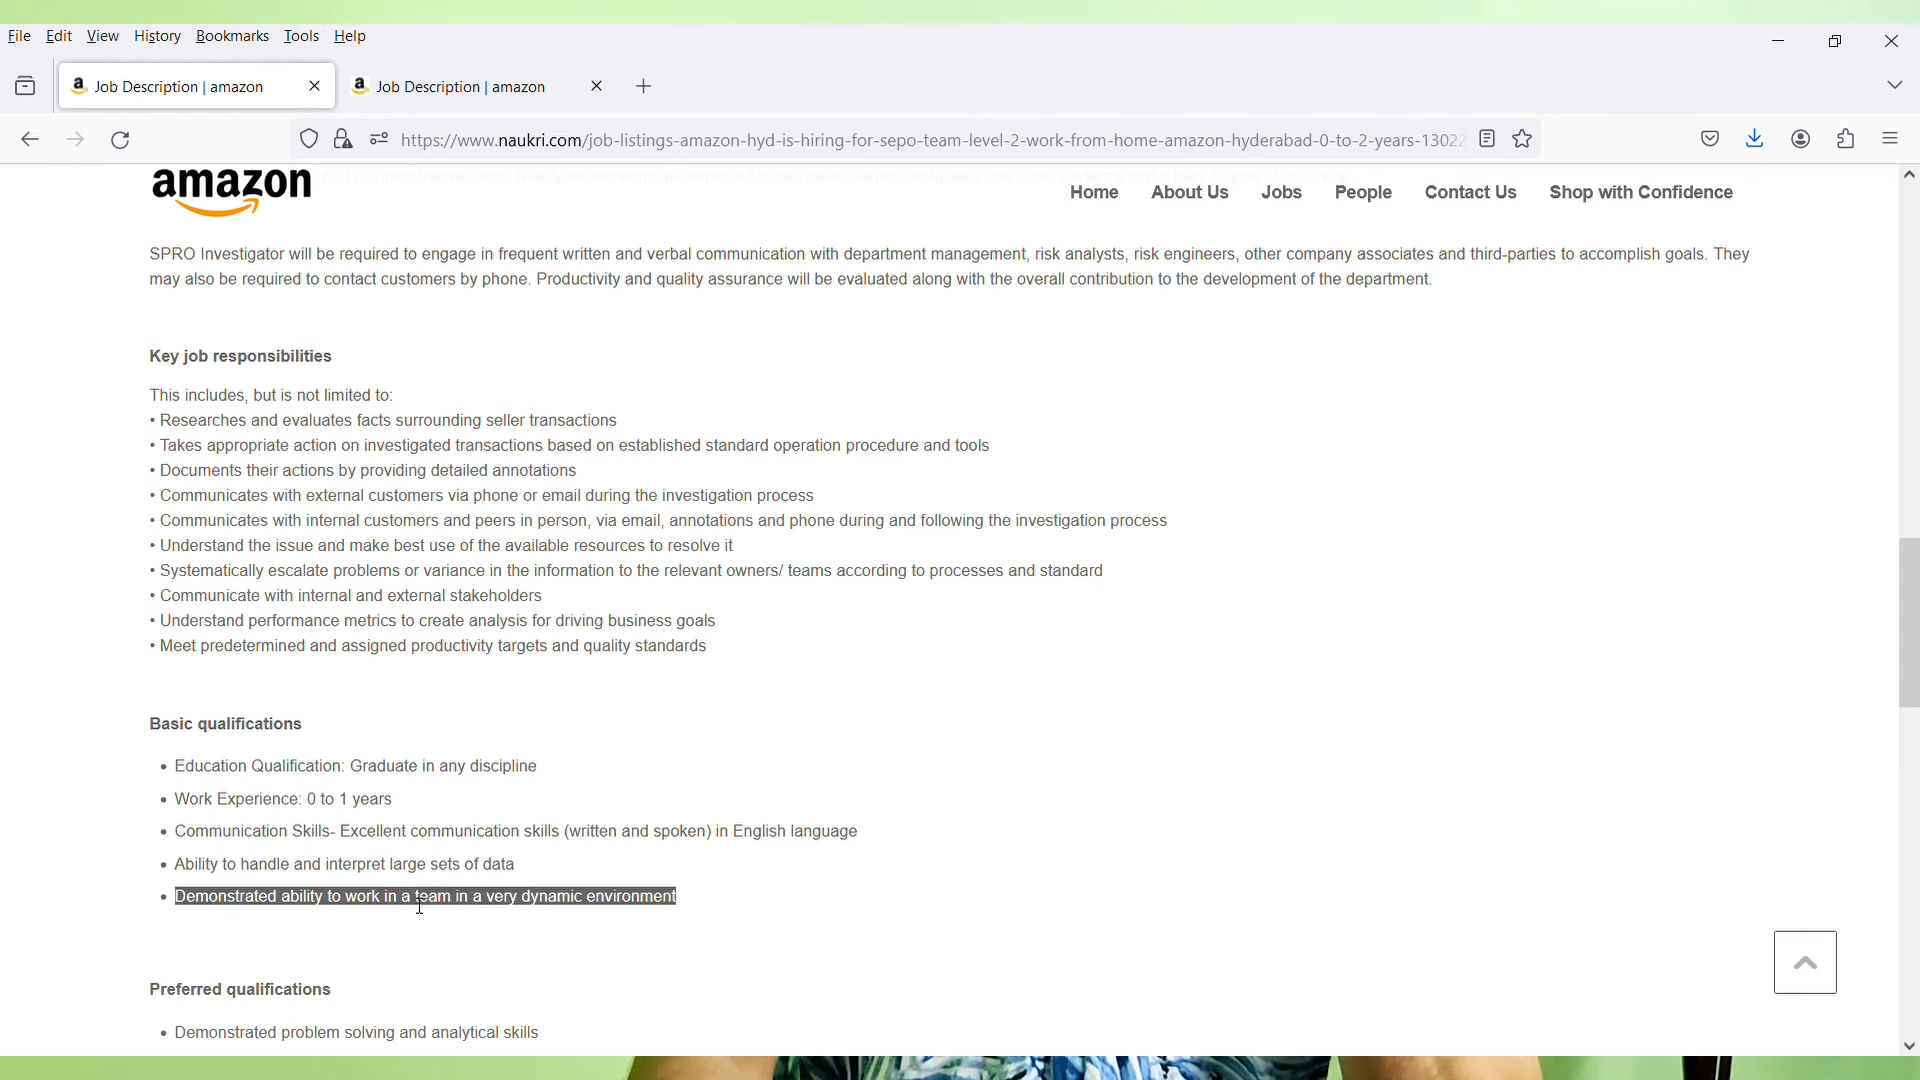 File Edit View History Bookmarks Tools Help
Job Description | amazon
Job Description | amazon
https://www.naukri.com/job-listings-amazon-hyd-is-hiring-for-sepo-team-level-2-work-from-home-amazon-hyderabad-0-to-2-years-13022
amazon
Home About Us Jobs People Contact Us Shop with Confidence
SPRO Investigator will be required to engage in frequent written and verbal communication with department management, risk analysts, risk engineers, other company associates and third-parties to accomplish goals. They
may also be required to contact customers by phone. Productivity and quality assurance will be evaluated along with the overall contribution to the development of the department.
Key job responsibilities
This includes, but is not limited to:
• Researches and evaluates facts surrounding seller transactions
• Takes appropriate action on investigated transactions based on established standard operation procedure and tools
• Documents their actions by providing detailed annotations
• Communicates with external customers via phone or email during the investigation process
• Communicates with internal customers and peers in person, via email, annotations and phone during and following the investigation process
• Understand the issue and make best use of the available resources to resolve it
• Systematically escalate problems or variance in the information to the relevant owners/ teams according to processes and standard
• Communicate with internal and external stakeholders
• Understand performance metrics to create analysis for driving business goals
• Meet predetermined and assigned productivity targets and quality standards
Basic qualifications
• Education Qualification: Graduate in any discipline
• Work Experience: 0 to 1 years
• Communication Skills- Excellent communication skills (written and spoken) in English language
• Ability to handle and interpret large sets of data
• Demonstrated ability to work in a team in a very dynamic environment
Preferred qualifications
• Demonstrated problem solving and analytical skills